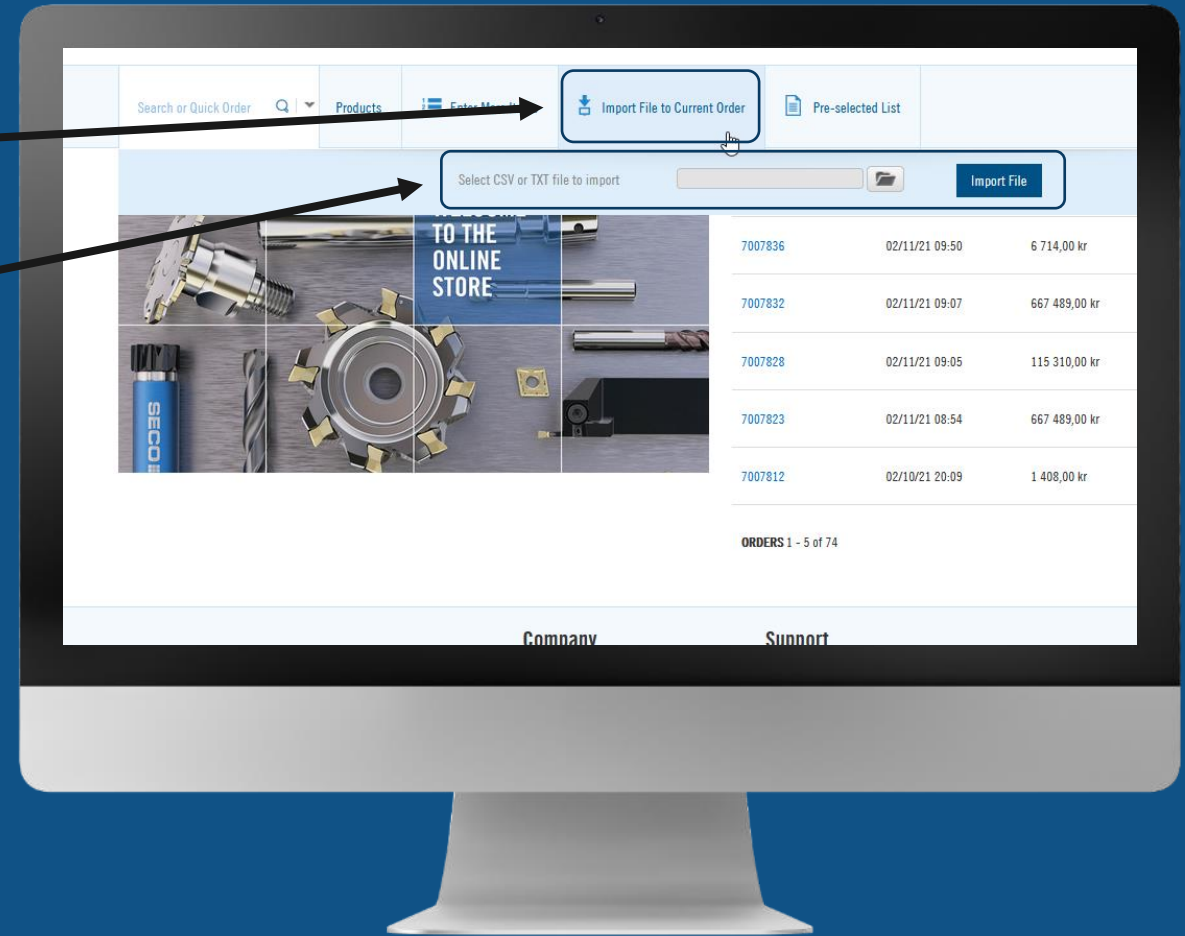 Search or Quick Order
Products
Import File to Current Order
Pre-selected List
Select CSV or TXT file to import
Import File
TO THE
ONLINE
STORE
SECO
7007836 02/11/21 09:50 6 714,00 kr
7007832 02/11/21 09:07 667 489,00 kr
7007828 02/11/21 09:05 115 310,00 kr
7007823 02/11/21 08:54 667 489,00 kr
7007812 02/10/21 20:09 1 408,00 kr
ORDERS 1 - 5 of 74
Company
Support